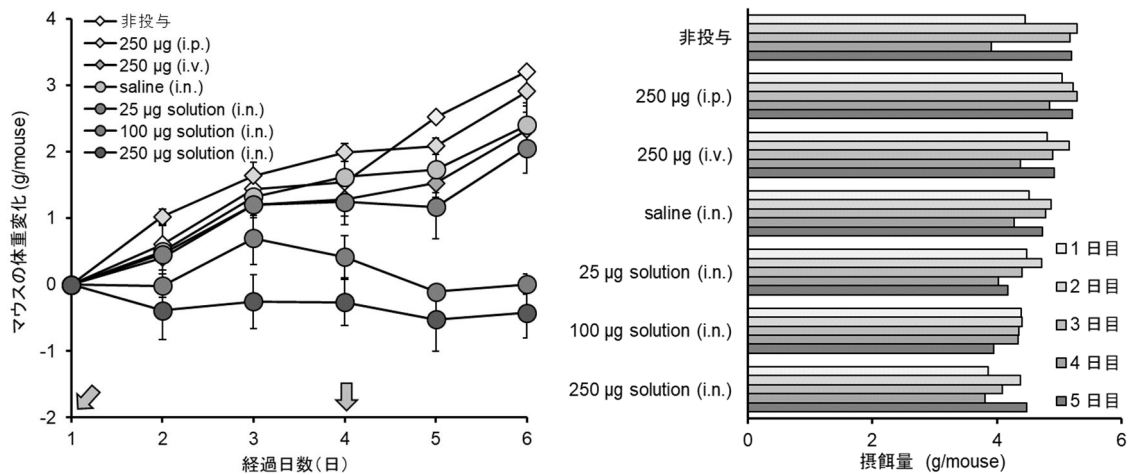 マウスの体重変化 (g/mouse)
4
3
2
1
0
-1
-2
非投与
250 µg (i.p.)
250 µg (i.v.)
saline (i.n.)
25 µg solution (i.n.)
100 µg solution (i.n.)
250 µg solution (i.n.)
1 2 3 4 5 6
経過日数(日)
非投与
250 µg (i.p.)
250 µg (i.v.)
saline (i.n.)
25 µg solution (i.n.)
100 µg solution (i.n.)
250 µg solution (i.n.)
1 日目
2 日目
3 日目
4 日目
5 日目
0 2 4 6
摂餌量 (g/mouse)